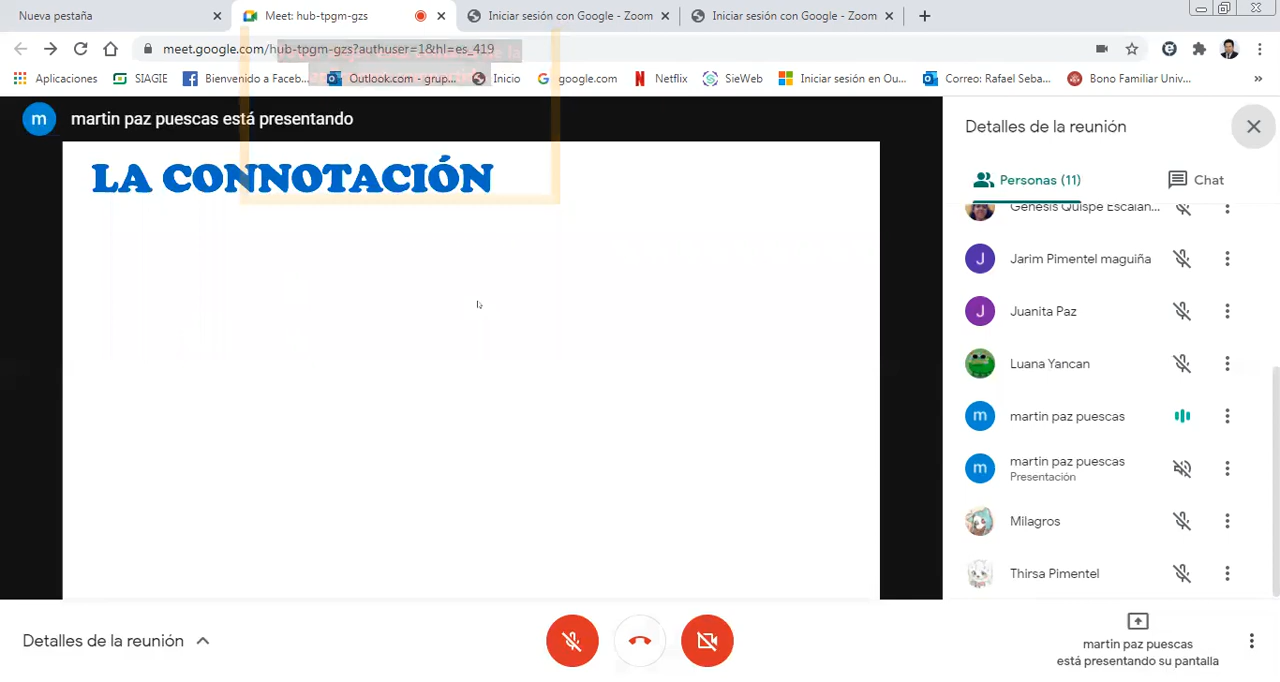 Nueva pestaña
Meet: hub-tpgm-gzs
Iniciar sesión con Google - Zoom
Iniciar sesión con Google - Zoom
meet.google.com/hub-tpgm-gzs?authuser=1&hl=es_419
Aplicaciones
SIAGIE
Bienvenido a Faceb...
Outlook.com - grup...
Inicio
google.com
Netflix
SieWeb
Iniciar sesión en Ou...
Correo: Rafael Seba...
Bono Familiar Univ...
»
m
martin paz puescas está presentando
LA CONNOTACIÓN
Detalles de la reunión
Personas (11)
Chat
Genesis Quispe Escalan...
J
Jarim Pimentel maguiña
J
Juanita Paz
Luana Yancan
m
martin paz puescas
m
martin paz puescas
Presentación
Milagros
Thirsa Pimentel
Detalles de la reunión
martin paz puescas
está presentando su pantalla